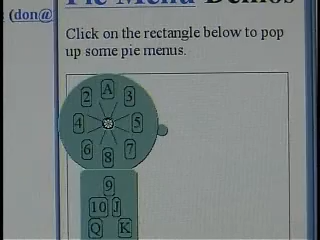 Pie Menu Demos
(don@
Click on the rectangle below to pop
up some pie menus.
A
2 3
4 5
6 7
8
9
10 J
Q K